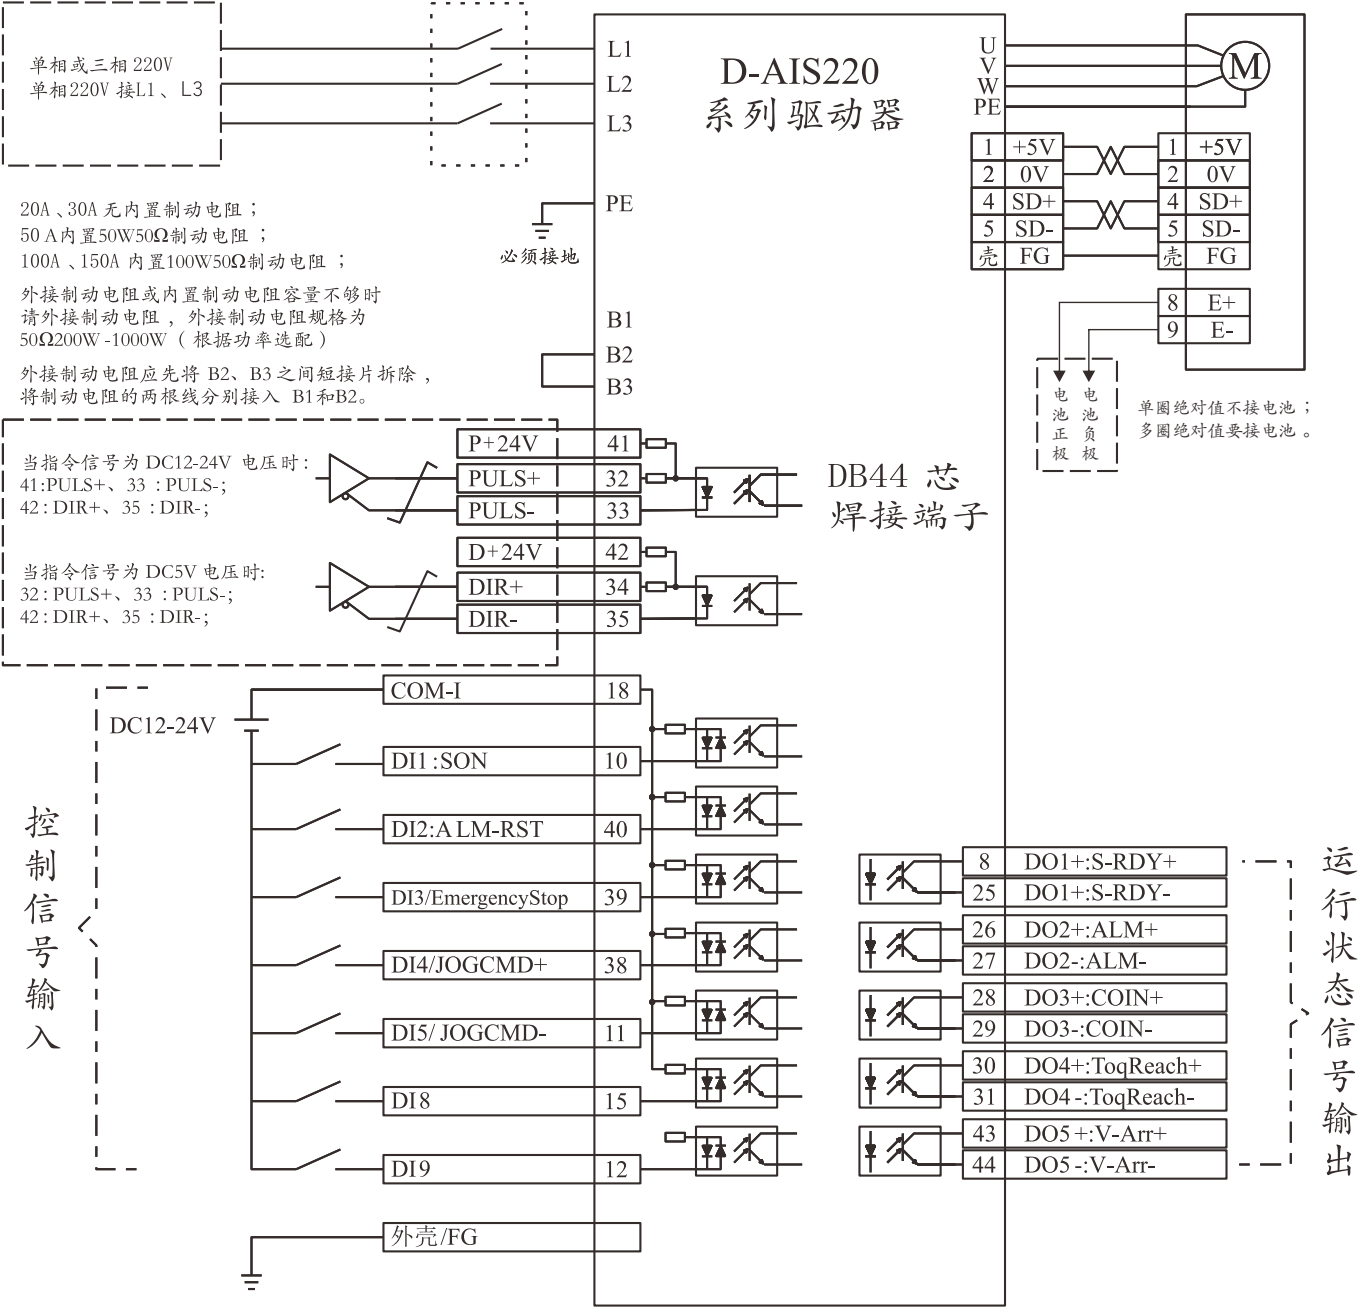 单相或三相 220V
单相220V 接L1 、 L3
L1
L2
L3
PE
必须接地
B1
B2
B3
D-AIS220
系列驱动器
U
V
W
PE
M
1 +5V
2 0V
4 SD+
5 SD-
壳 FG
1 +5V
2 0V
4 SD+
5 SD-
壳 FG
8 E+
9 E-
电池正极
电池负极
单圈绝对值不接电池；
多圈绝对值要接电池。
20A 、30A 无内置制动电阻；
50 A内置50W50Ω制动电阻 ；
100A 、150A 内置100W50Ω制动电阻 ；
外接制动电阻或内置制动电阻容量不够时
请外接制动电阻 ，外接制动电阻规格为
50Ω200W -1000W （ 根据功率选配 ）
外接制动电阻应先将 B2、B3 之间短接片拆除 ，
将制动电阻的两根线分别接入 B1和B2。
当指令信号为 DC12-24V 电压时：
41:PULS+、33 : PULS-;
42 : DIR+、35 : DIR-;
当指令信号为 DC5V 电压时:
32 : PULS+、33 : PULS-;
42 : DIR+、35 : DIR-;
P+24V 41
PULS+ 32
PULS- 33
D+24V 42
DIR+ 34
DIR- 35
DB44 芯
焊接端子
控制信号输入
DC12-24V
COM-I 18
DI1 :SON 10
DI2:A LM-RST 40
DI3/EmergencyStop 39
DI4/JOGCMD+ 38
DI5/ JOGCMD- 11
DI8 15
DI9 12
外壳 /FG
8 DO1+:S-RDY+
25 DO1+:S-RDY-
26 DO2+:ALM+
27 DO2-:ALM-
28 DO3+:COIN+
29 DO3-:COIN-
30 DO4+:ToqReach+
31 DO4 -:ToqReach-
43 DO5 +:V-Arr+
44 DO5 -:V-Arr-
运行状态信号输出